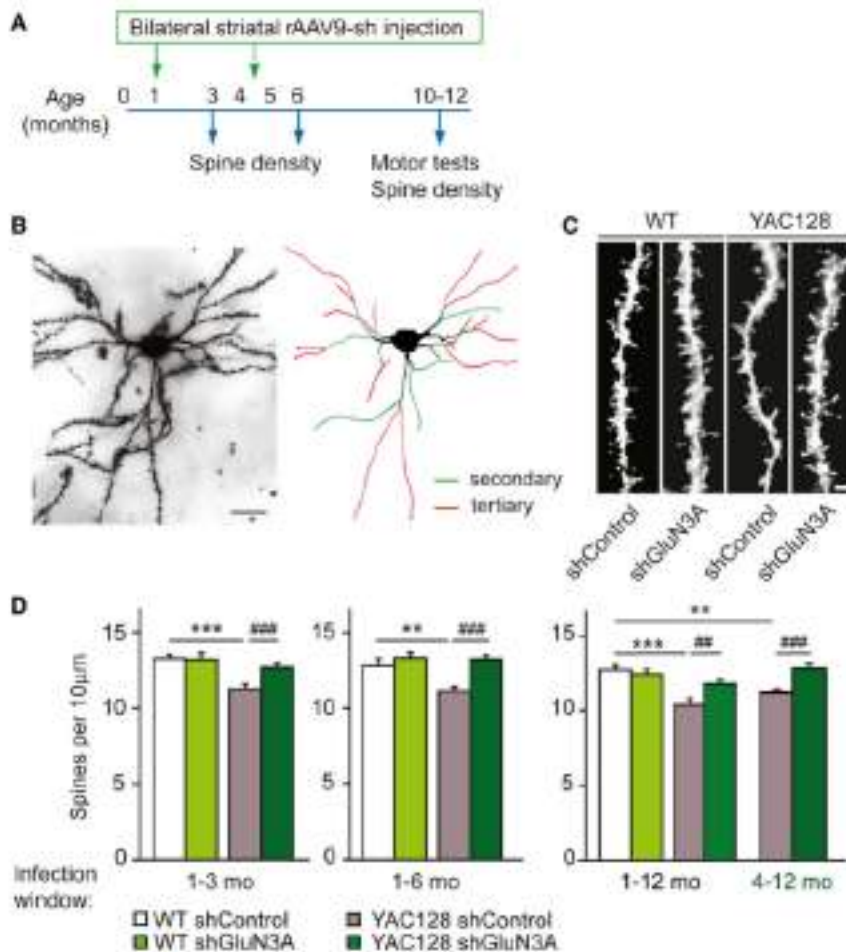 A
Bilateral striatal rAAV9-sh injection
Age
(months)
0 1 3 4 5 6 10-12
Spine density
Motor tests
Spine density
B
secondary
tertiary
C
WT YAC128
shControl
shGluN3A
shControl
shGluN3A
D
Spines per 10µm
15
10
5
0
*** ###
15
10
5
0
** ###
15
10
5
0
**
*** ## ###
Infection
window:
1-3 mo 1-6 mo 1-12 mo 4-12 mo
WT shControl YAC128 shControl
WT shGluN3A YAC128 shGluN3A